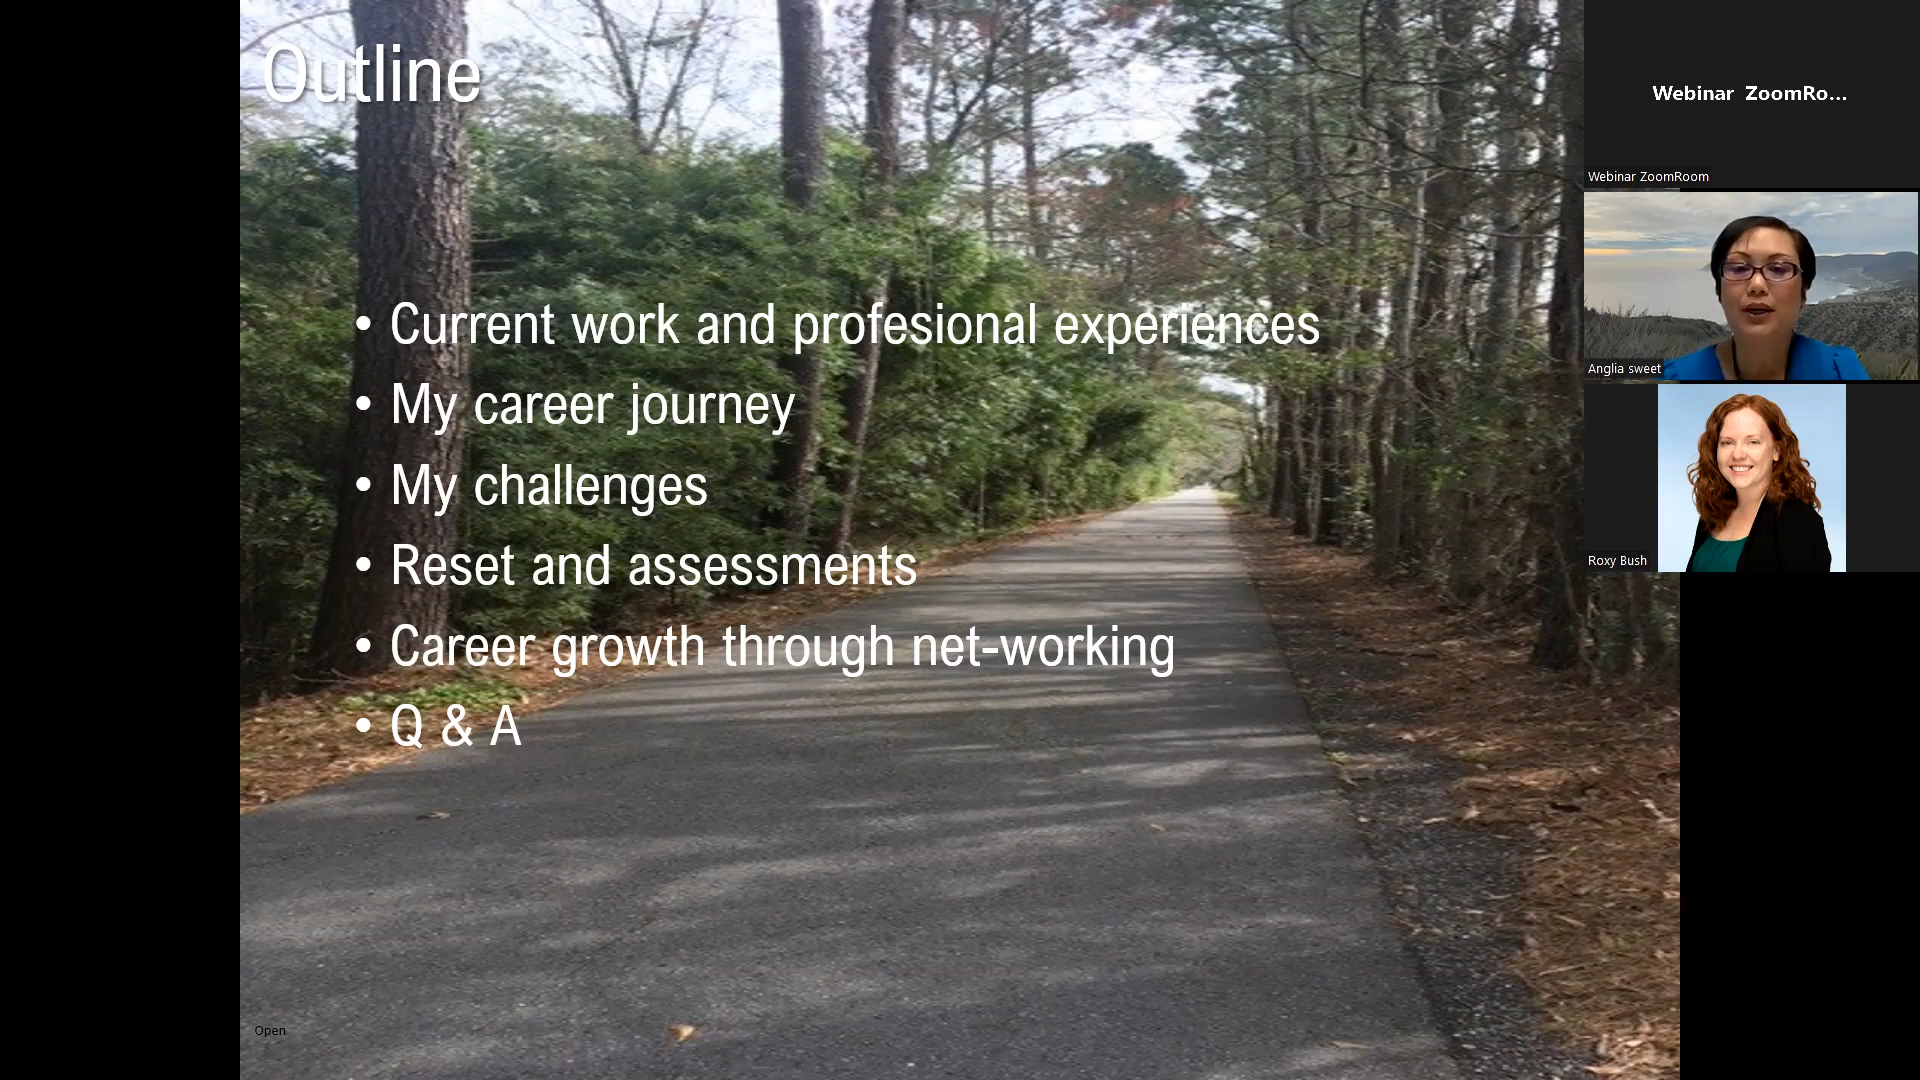 Outline
• Current work and profesional experiences
• My career journey
• My challenges
• Reset and assessments
• Career growth through net-working
• Q & A
Open
Webinar ZoomRo...
Webinar ZoomRoom
Anglia sweet
Roxy Bush